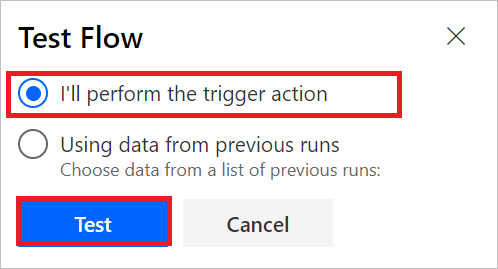 Test Flow
I'll perform the trigger action
Using data from previous runs
Choose data from a list of previous runs:
Test
Cancel